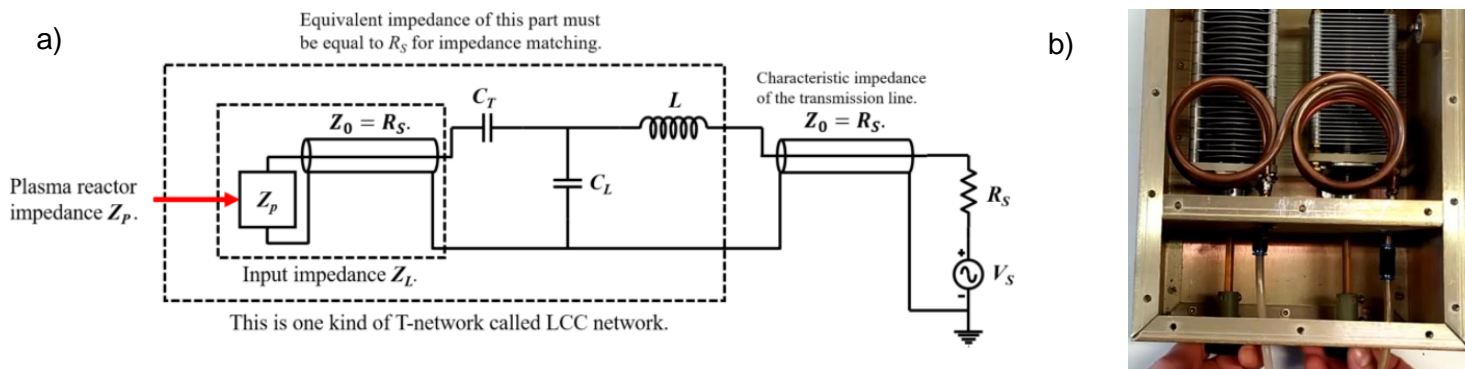 a)
Equivalent impedance of this part must
be equal to R_S for impedance matching.
b)
Characteristic impedance
of the transmission line.
C_T
L
Z_0 = R_S.
Z_0 = R_S.
Plasma reactor
impedance Z_P.
Z_p
C_L
R_S
Input impedance Z_L.
+
V_S
-
This is one kind of T-network called LCC network.